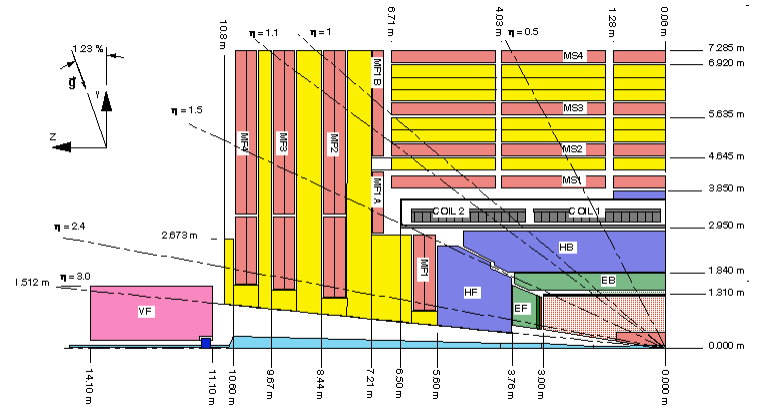 1.23 %
g
Y
Z
10.8 m
η = 1.1
η = 1
6.71 m
4.03 m
η = 0.5
1.28 m
0.00 m
7.285 m
6.920 m
5.635 m
4.645 m
3.850 m
2.950 m
1.840 m
1.310 m
0.000 m
MS4
MS3
MS2
MS1
MF1B
MF1A
MF4
MF3
MF2
MF1
COIL 2
COIL 1
HB
EB
HF
EF
VF
η = 1.5
η = 2.4
2.673 m
η = 3.0
1.512 m
14.10 m
11.10 m
10.60 m
9.67 m
8.44 m
7.21 m
6.50 m
5.60 m
3.76 m
3.00 m
0.000 m